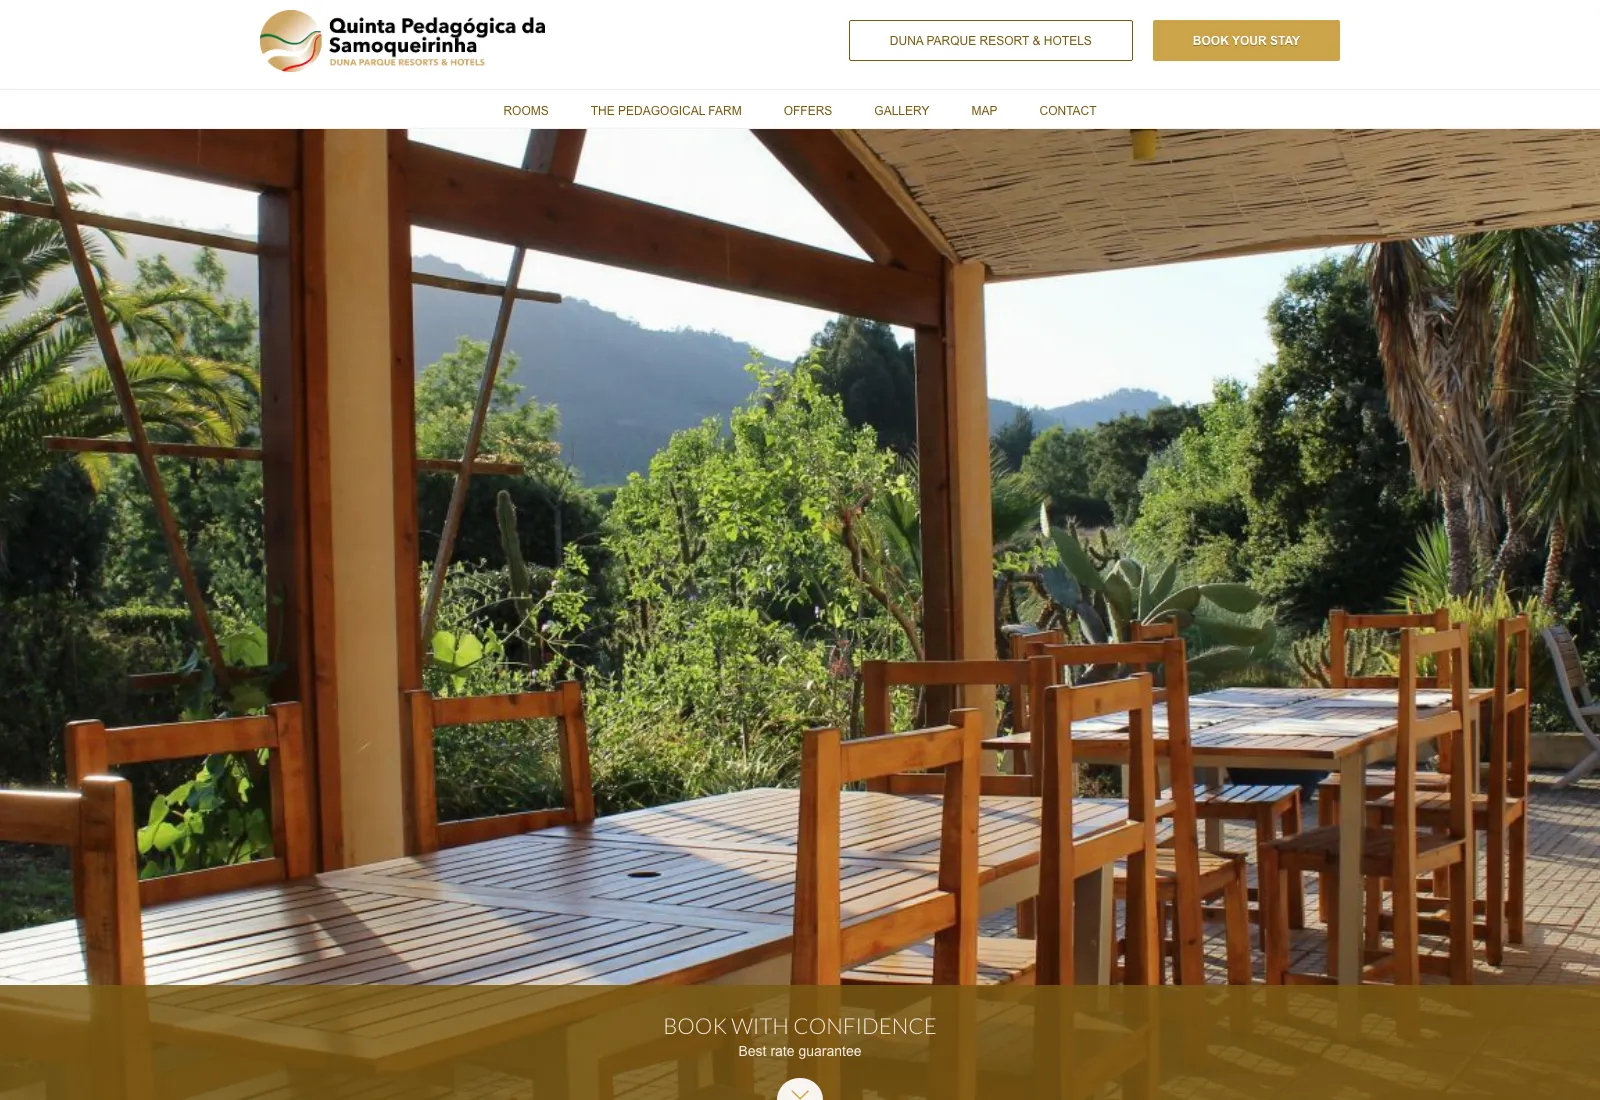 Quinta Pedagógica da
Samoqueirinha
DUNA PARQUE RESORTS & HOTELS
DUNA PARQUE RESORT & HOTELS
BOOK YOUR STAY
ROOMS
THE PEDAGOGICAL FARM
OFFERS
GALLERY
MAP
CONTACT
BOOK WITH CONFIDENCE
Best rate guarantee